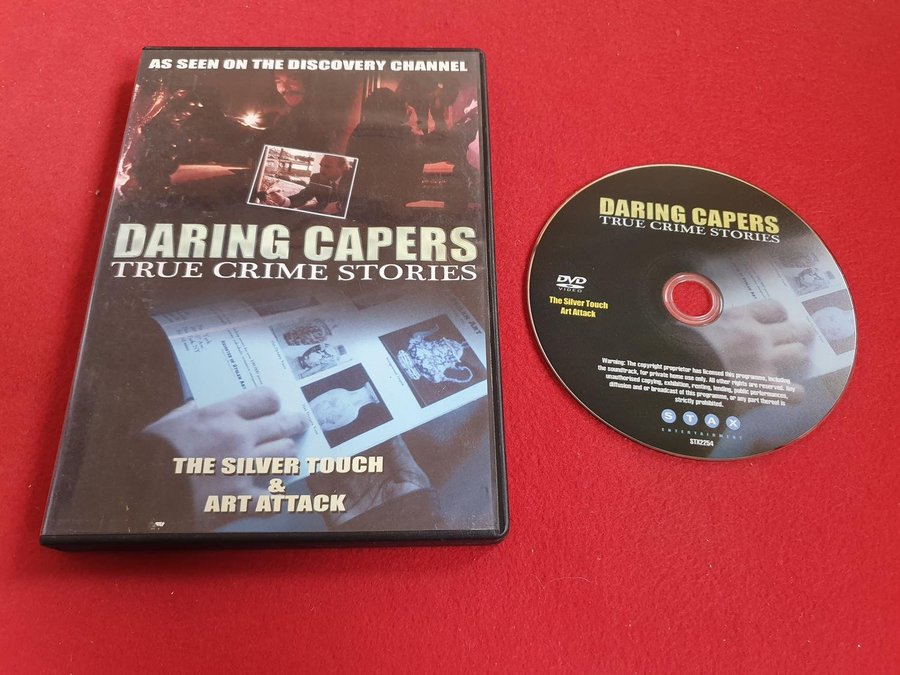 AS SEEN ON THE DISCOVERY CHANNEL
DARING CAPERS
TRUE CRIME STORIES
THE SILVER TOUCH
&
ART ATTACK
DARING CAPERS
TRUE CRIME STORIES
DVD
VIDEO
The Silver Touch
Art Attack
Warning: The copyright proprietor has licensed this programme, including
the soundtrack, for private home use only. All other rights are reserved. Any
unauthorised copying, exhibition, renting, lending, public performances,
diffusion and or broadcast of this programme, or any part thereof is
strictly prohibited.
STAX
ENTERTAINMENT
STX2254